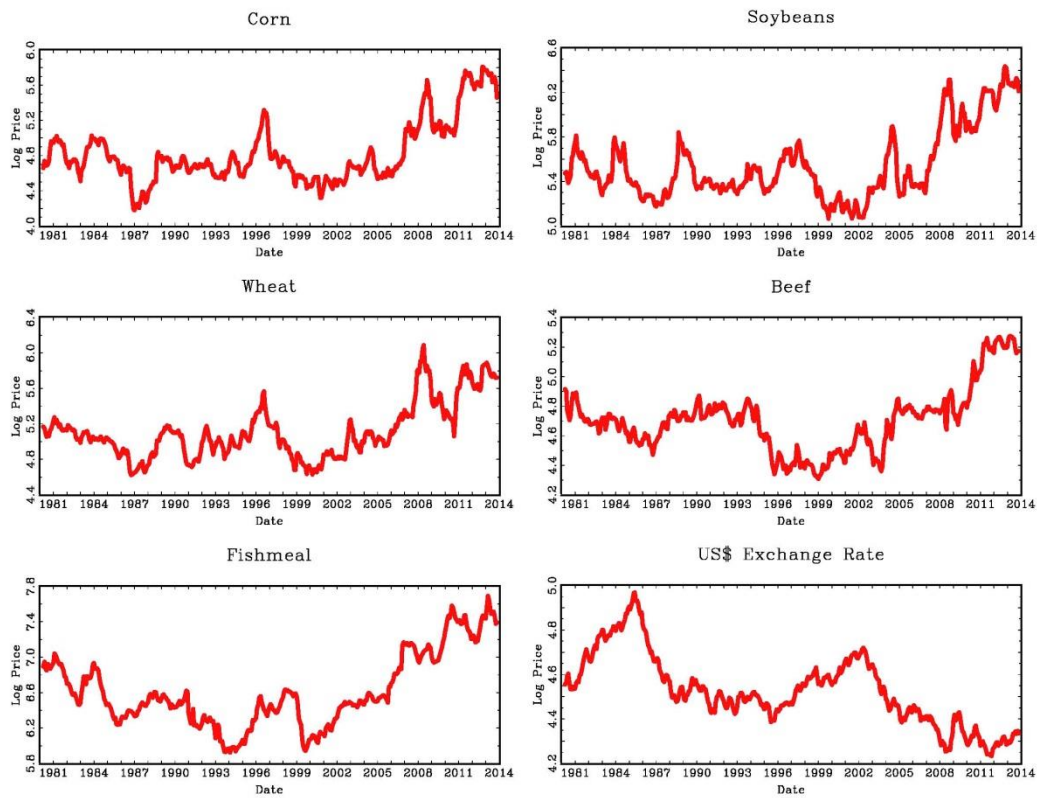 Corn
Log Price
4.0 4.4 4.8 5.2 5.6 6.0
1981 1984 1987 1990 1993 1996 1999 2002 2005 2008 2011 2014
Date
Soybeans
Log Price
5.0 5.4 5.8 6.2 6.6
1981 1984 1987 1990 1993 1996 1999 2002 2005 2008 2011 2014
Date
Wheat
Log Price
4.4 4.8 5.2 5.6 6.0 6.4
1981 1984 1987 1990 1993 1996 1999 2002 2005 2008 2011 2014
Date
Beef
Log Price
4.2 4.4 4.6 4.8 5.0 5.2 5.4
1981 1984 1987 1990 1993 1996 1999 2002 2005 2008 2011 2014
Date
Fishmeal
Log Price
5.8 6.2 6.6 7.0 7.4 7.8
1981 1984 1987 1990 1993 1996 1999 2002 2005 2008 2011 2014
Date
US$ Exchange Rate
Log Price
4.2 4.4 4.6 4.8 5.0
1981 1984 1987 1990 1993 1996 1999 2002 2005 2008 2011 2014
Date